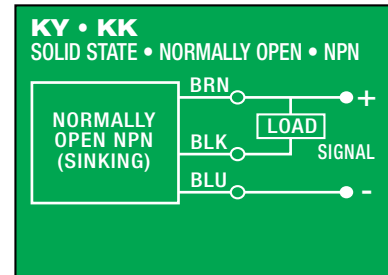 KY • KK
SOLID STATE • NORMALLY OPEN • NPN
BRN
+
NORMALLY
OPEN NPN
(SINKING)
LOAD
BLK
SIGNAL
BLU
-